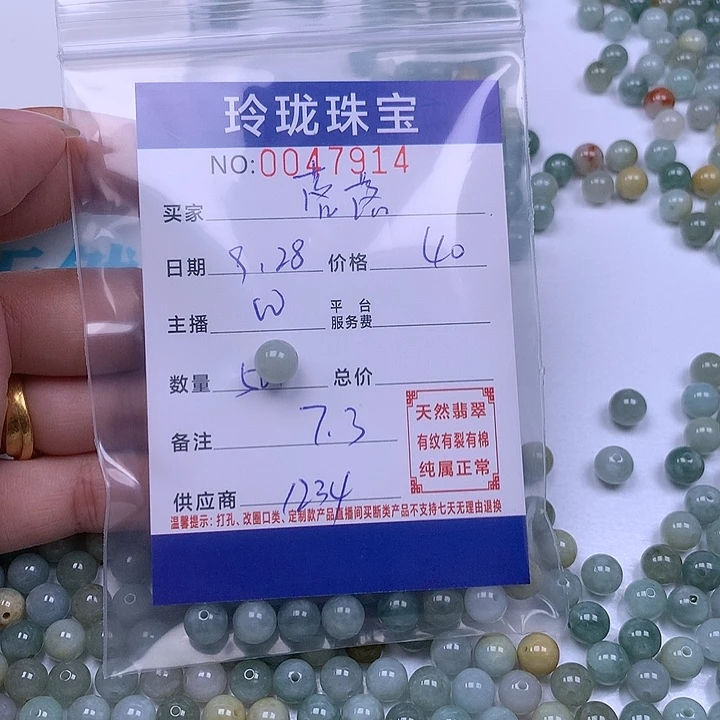 玲珑珠宝
NO:0047914
买家
日期 8.28 价格 40
主播 W 平台服务费
数量 总价
备注 7.3
天然翡翠
有纹有裂有棉
纯属正常
供应商 1234
温馨提示:打孔、改圈口类、定制款产品直播间买断类产品不支持七天无理由退换